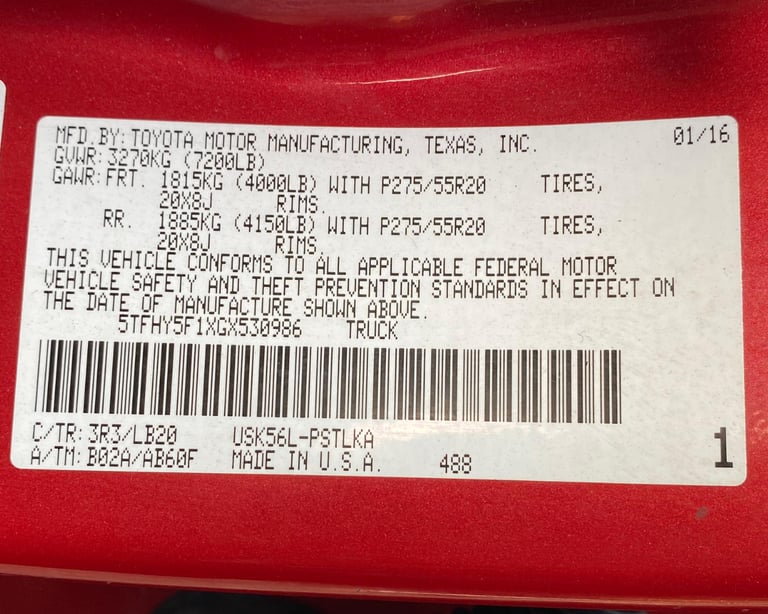 MFD.BY:TOYOTA MOTOR MANUFACTURING, TEXAS, INC. 01/16
GVWR:3270KG (7200LB)
GAWR:FRT. 1815KG (4000LB) WITH P275/55R20 TIRES,
20X8J RIMS.
RR. 1885KG (4150LB) WITH P275/55R20 TIRES,
20X8J RIMS
THIS VEHICLE CONFORMS TO ALL APPLICABLE FEDERAL MOTOR
VEHICLE SAFETY AND THEFT PREVENTION STANDARDS IN EFFECT ON
THE DATE OF MANUFACTURE SHOWN ABOVE.
5TFHY5F1XGX530986 TRUCK
C/TR:3R3/LB20 USK56L-PSTLKA
A/TM:B02A/AB60F MADE IN U.S.A. 488 1